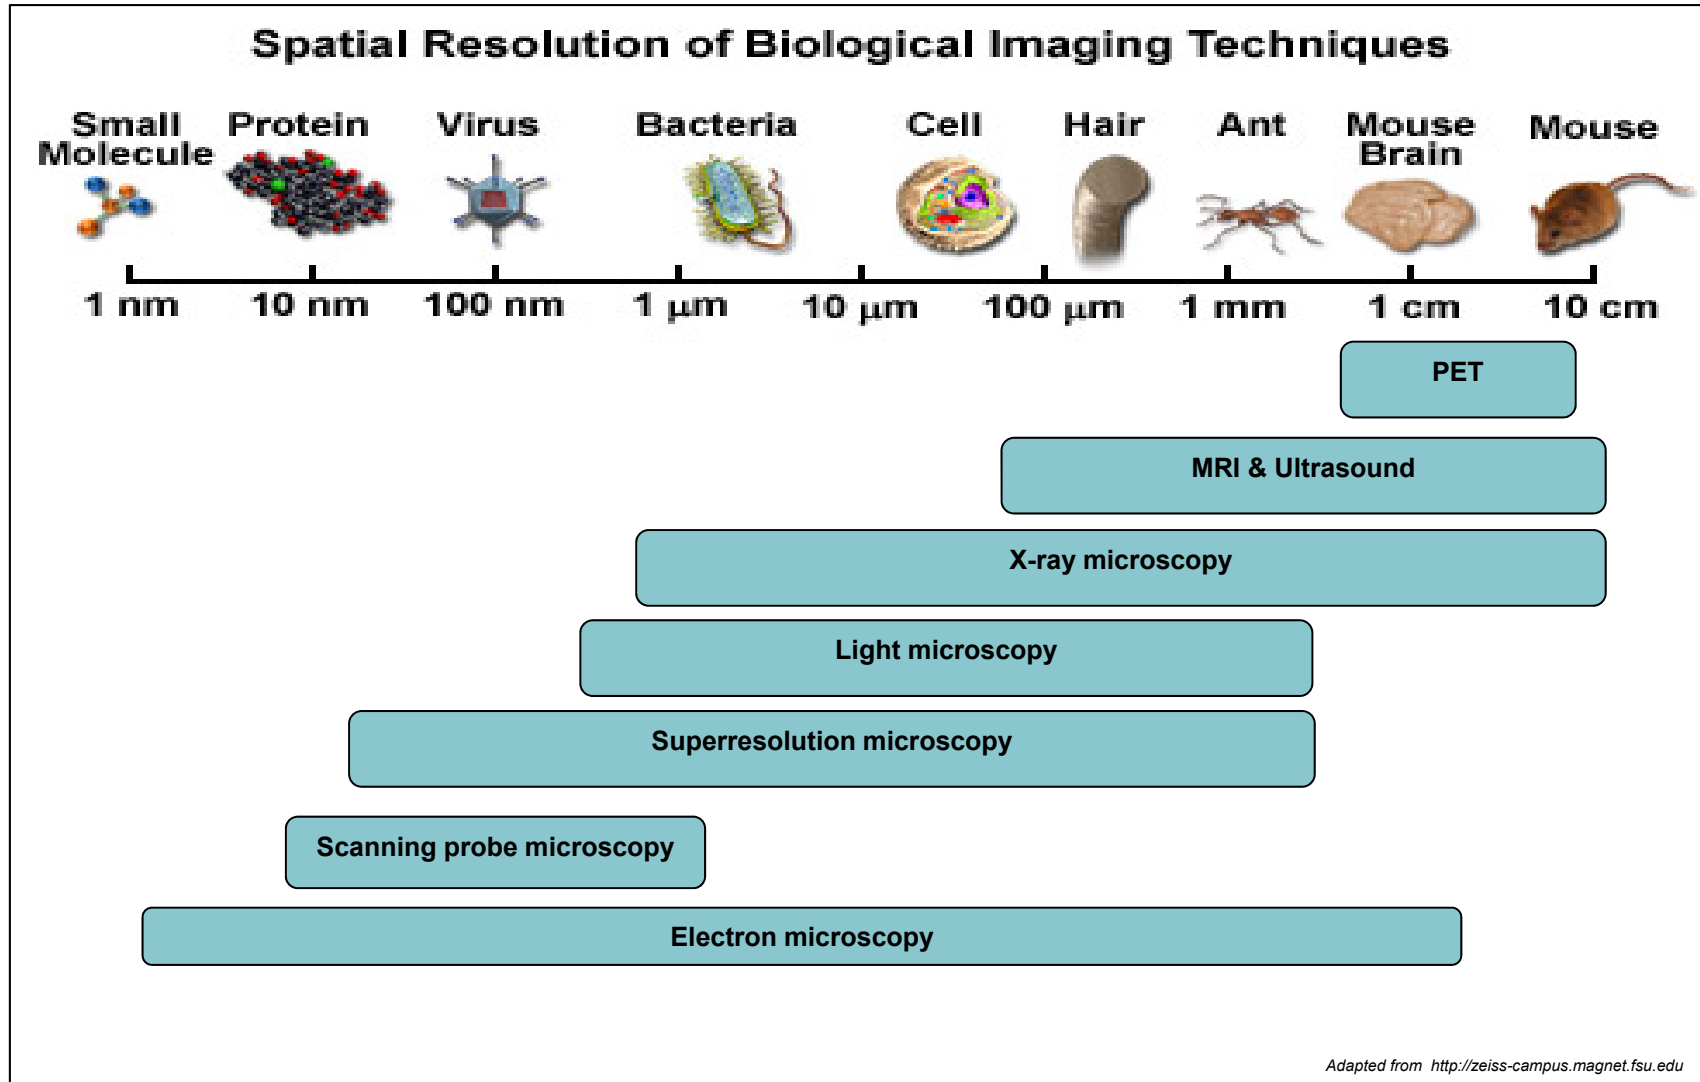 Spatial Resolution of Biological Imaging Techniques
Small Molecule
Protein
Virus
Bacteria
Cell
Hair
Ant
Mouse Brain
Mouse
1 nm
10 nm
100 nm
1 μm
10 μm
100 μm
1 mm
1 cm
10 cm
PET
MRI & Ultrasound
X-ray microscopy
Light microscopy
Superresolution microscopy
Scanning probe microscopy
Electron microscopy
Adapted from http://zeiss-campus.magnet.fsu.edu